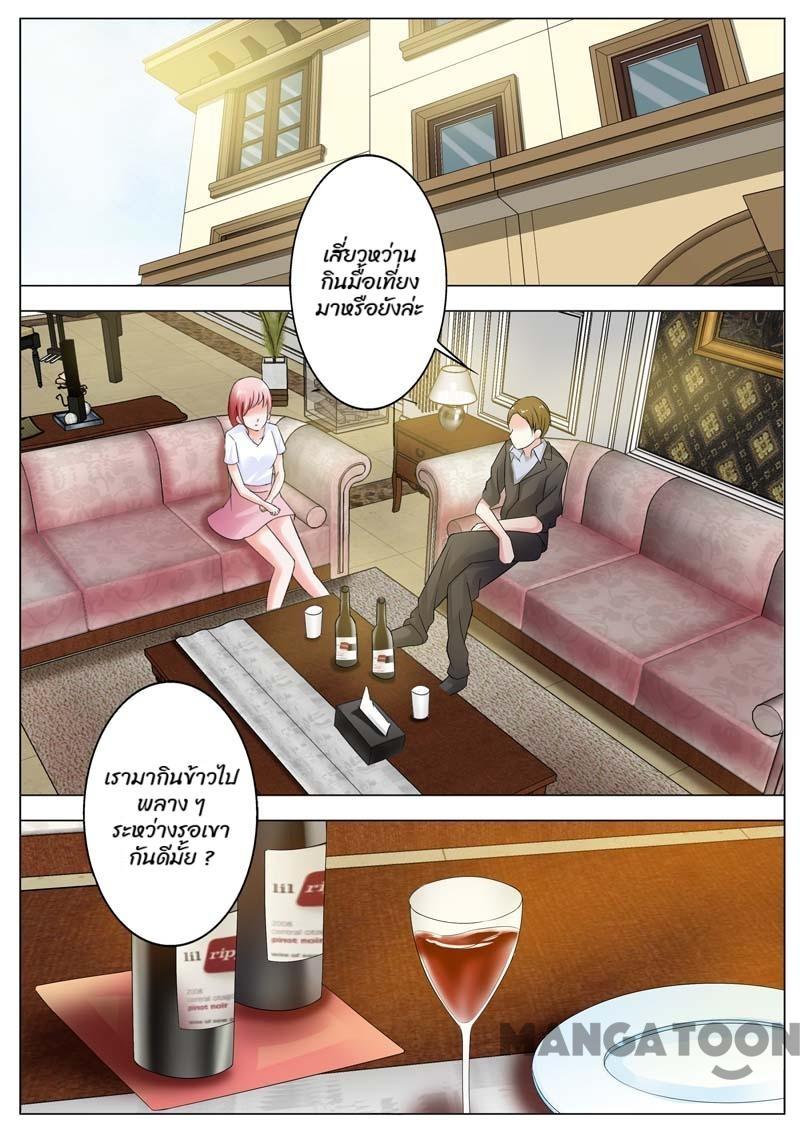 เสี่ยวหว่าน
กินมื้อเที่ยง
มาหรือยังล่ะ
เรามากินข้าวไป
พลาง ๆ
ระหว่างรอเขา
กันดีมั้ย ?
lil rip
2008
central otago
pinot noir
lil rip
2008
central otago
pinot noir
MANGATOON